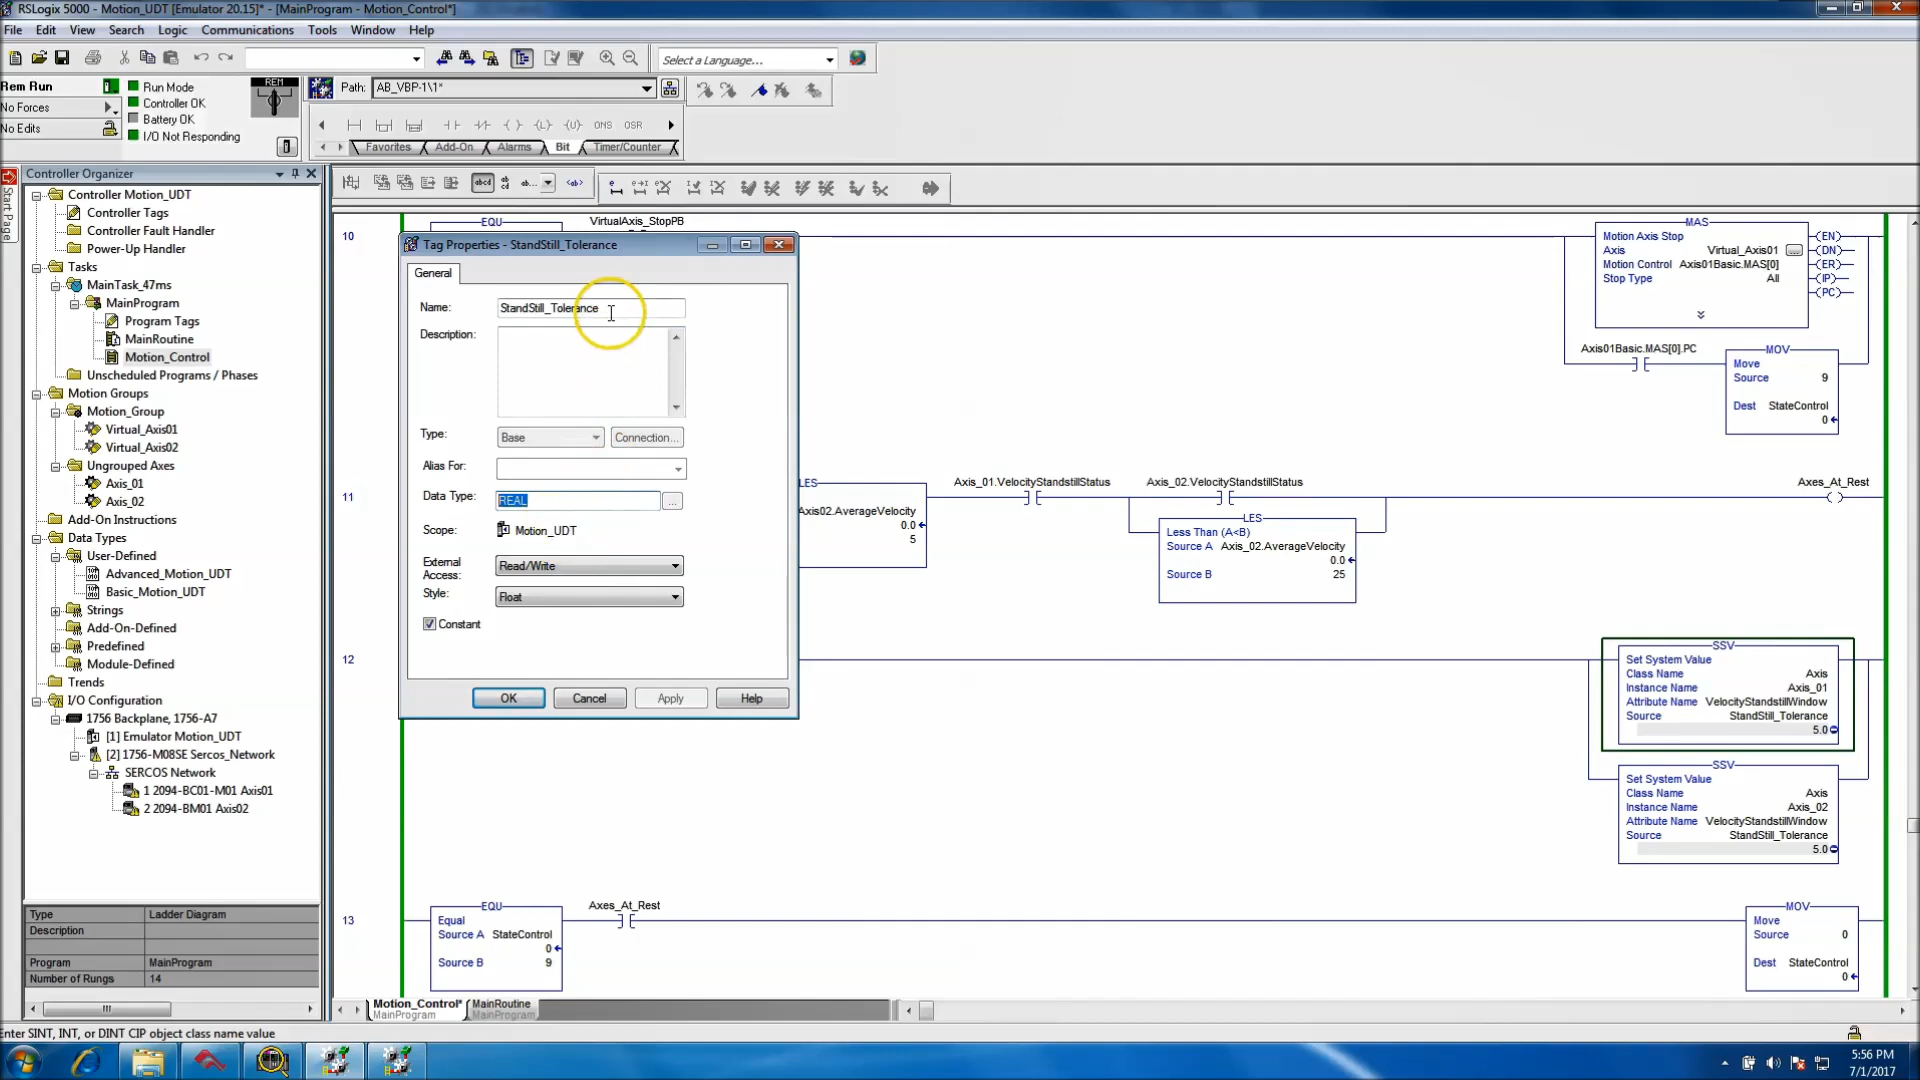 RSLogix 5000 - Motion_UDT [Emulator 20.15]* - [MainProgram - Motion_Control*]
File Edit View Search Logic Communications Tools Window Help
Select a Language...
Rem Run
No Forces
No Edits
Run Mode
Controller OK
Battery OK
I/O Not Responding
REM
Path: AB_VBP-1\1*
ONS OSR
Favorites Add-On Alarms Bit Timer/Counter
Start Page
Controller Organizer
Controller Motion_UDT
Controller Tags
Controller Fault Handler
Power-Up Handler
Tasks
MainTask_47ms
MainProgram
Program Tags
MainRoutine
Motion_Control
Unscheduled Programs / Phases
Motion Groups
Motion_Group
Virtual_Axis01
Virtual_Axis02
Ungrouped Axes
Axis_01
Axis_02
Add-On Instructions
Data Types
User-Defined
Advanced_Motion_UDT
Basic_Motion_UDT
Strings
Add-On-Defined
Predefined
Module-Defined
Trends
I/O Configuration
1756 Backplane, 1756-A7
[1] Emulator Motion_UDT
[2] 1756-M08SE Sercos_Network
SERCOS Network
1 2094-BC01-M01 Axis01
2 2094-BM01 Axis02
Type Ladder Diagram
Description
Program MainProgram
Number of Rungs 14
10
EQU
VirtualAxis_StopPB
MAS
Motion Axis Stop
Axis Virtual_Axis01 ...
Motion Control Axis01Basic.MAS[0]
Stop Type All
(EN)
(DN)
(ER)
(IP)
(PC)
Axis01Basic.MAS[0].PC
MOV
Move
Source 9
Dest StateControl
0
Tag Properties - StandStill_Tolerance
General
Name: StandStill_Tolerance
Description:
Type: Base Connection...
Alias For:
Data Type: REAL ...
Scope: Motion_UDT
External Access: Read/Write
Style: Float
Constant
OK Cancel Apply Help
11
LES
Axis02.AverageVelocity
0.0
5
Axis_01.VelocityStandstillStatus
Axis_02.VelocityStandstillStatus
Axes_At_Rest
LES
Less Than (A<B)
Source A Axis_02.AverageVelocity
0.0
Source B 25
12
SSV
Set System Value
Class Name Axis
Instance Name Axis_01
Attribute Name VelocityStandstillWindow
Source StandStill_Tolerance
5.0
SSV
Set System Value
Class Name Axis
Instance Name Axis_02
Attribute Name VelocityStandstillWindow
Source StandStill_Tolerance
5.0
13
EQU
Equal
Source A StateControl
0
Source B 9
Axes_At_Rest
MOV
Move
Source 0
Dest StateControl
0
Motion_Control*
MainProgram
MainRoutine
MainProgram
Enter SINT, INT, or DINT CIP object class name value
5:56 PM
7/1/2017